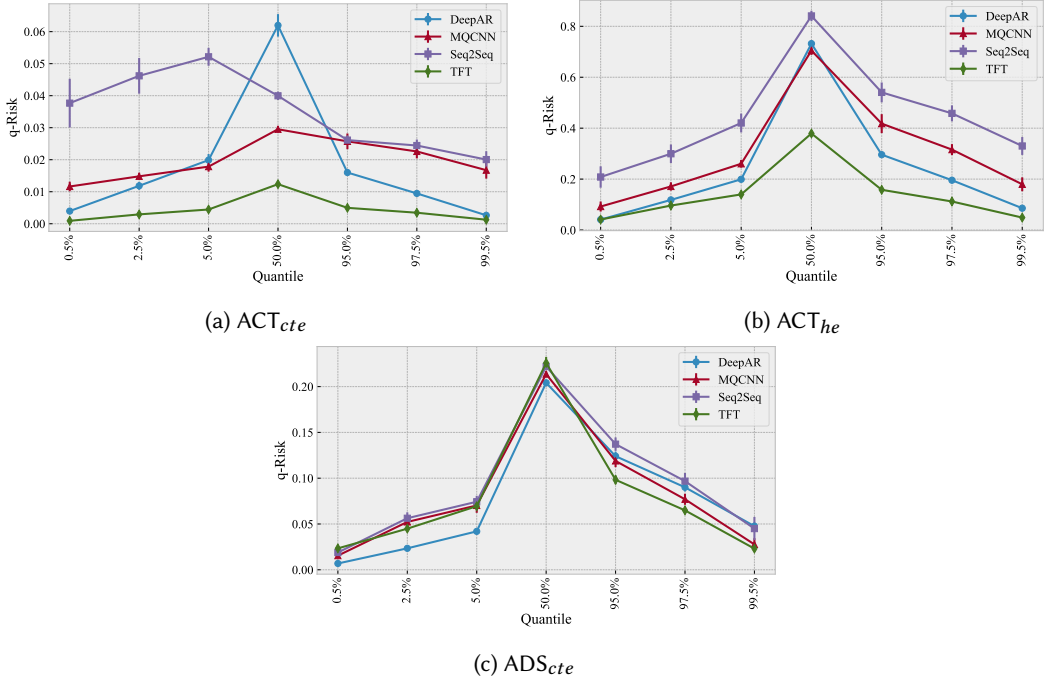 DeepAR
MQCNN
Seq2Seq
TFT
q-Risk
0.06
0.05
0.04
0.03
0.02
0.01
0.00
0.5%
2.5%
5.0%
50.0%
95.0%
97.5%
99.5%
Quantile
(a) ACTcte
DeepAR
MQCNN
Seq2Seq
TFT
q-Risk
0.8
0.6
0.4
0.2
0.0
0.5%
2.5%
5.0%
50.0%
95.0%
97.5%
99.5%
Quantile
(b) ACThe
DeepAR
MQCNN
Seq2Seq
TFT
q-Risk
0.20
0.15
0.10
0.05
0.00
0.5%
2.5%
5.0%
50.0%
95.0%
97.5%
99.5%
Quantile
(c) ADScte